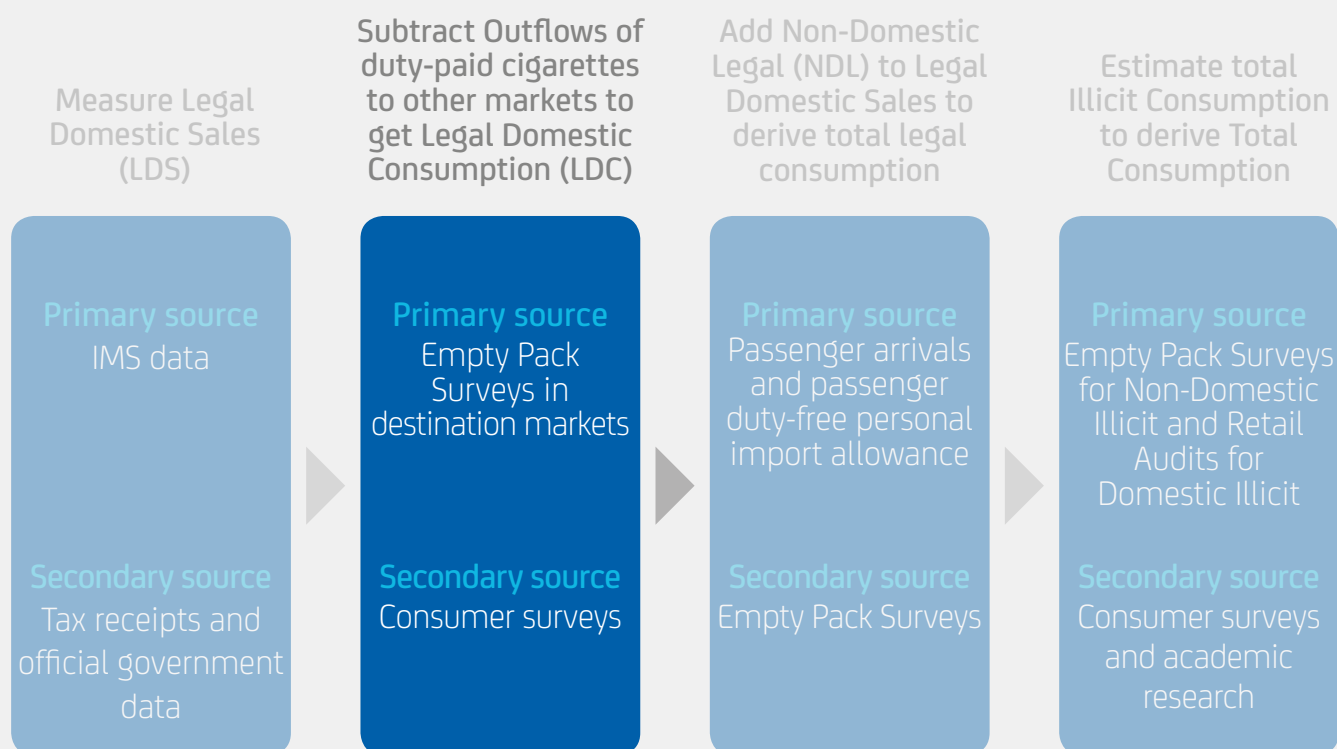 Measure Legal
Domestic Sales
(LDS)
Primary source
IMS data
Secondary source
Tax receipts and
official government
data
Subtract Outflows of
duty-paid cigarettes
to other markets to
get Legal Domestic
Consumption (LDC)
Primary source
Empty Pack
Surveys in
destination markets
Secondary source
Consumer surveys
Add Non-Domestic
Legal (NDL) to Legal
Domestic Sales to
derive total legal
consumption
Primary source
Passenger arrivals
and passenger
duty-free personal
import allowance
Secondary source
Empty Pack Surveys
Estimate total
Illicit Consumption
to derive Total
Consumption
Primary source
Empty Pack Surveys
for Non-Domestic
Illicit and Retail
Audits for
Domestic Illicit
Secondary source
Consumer surveys
and academic
research